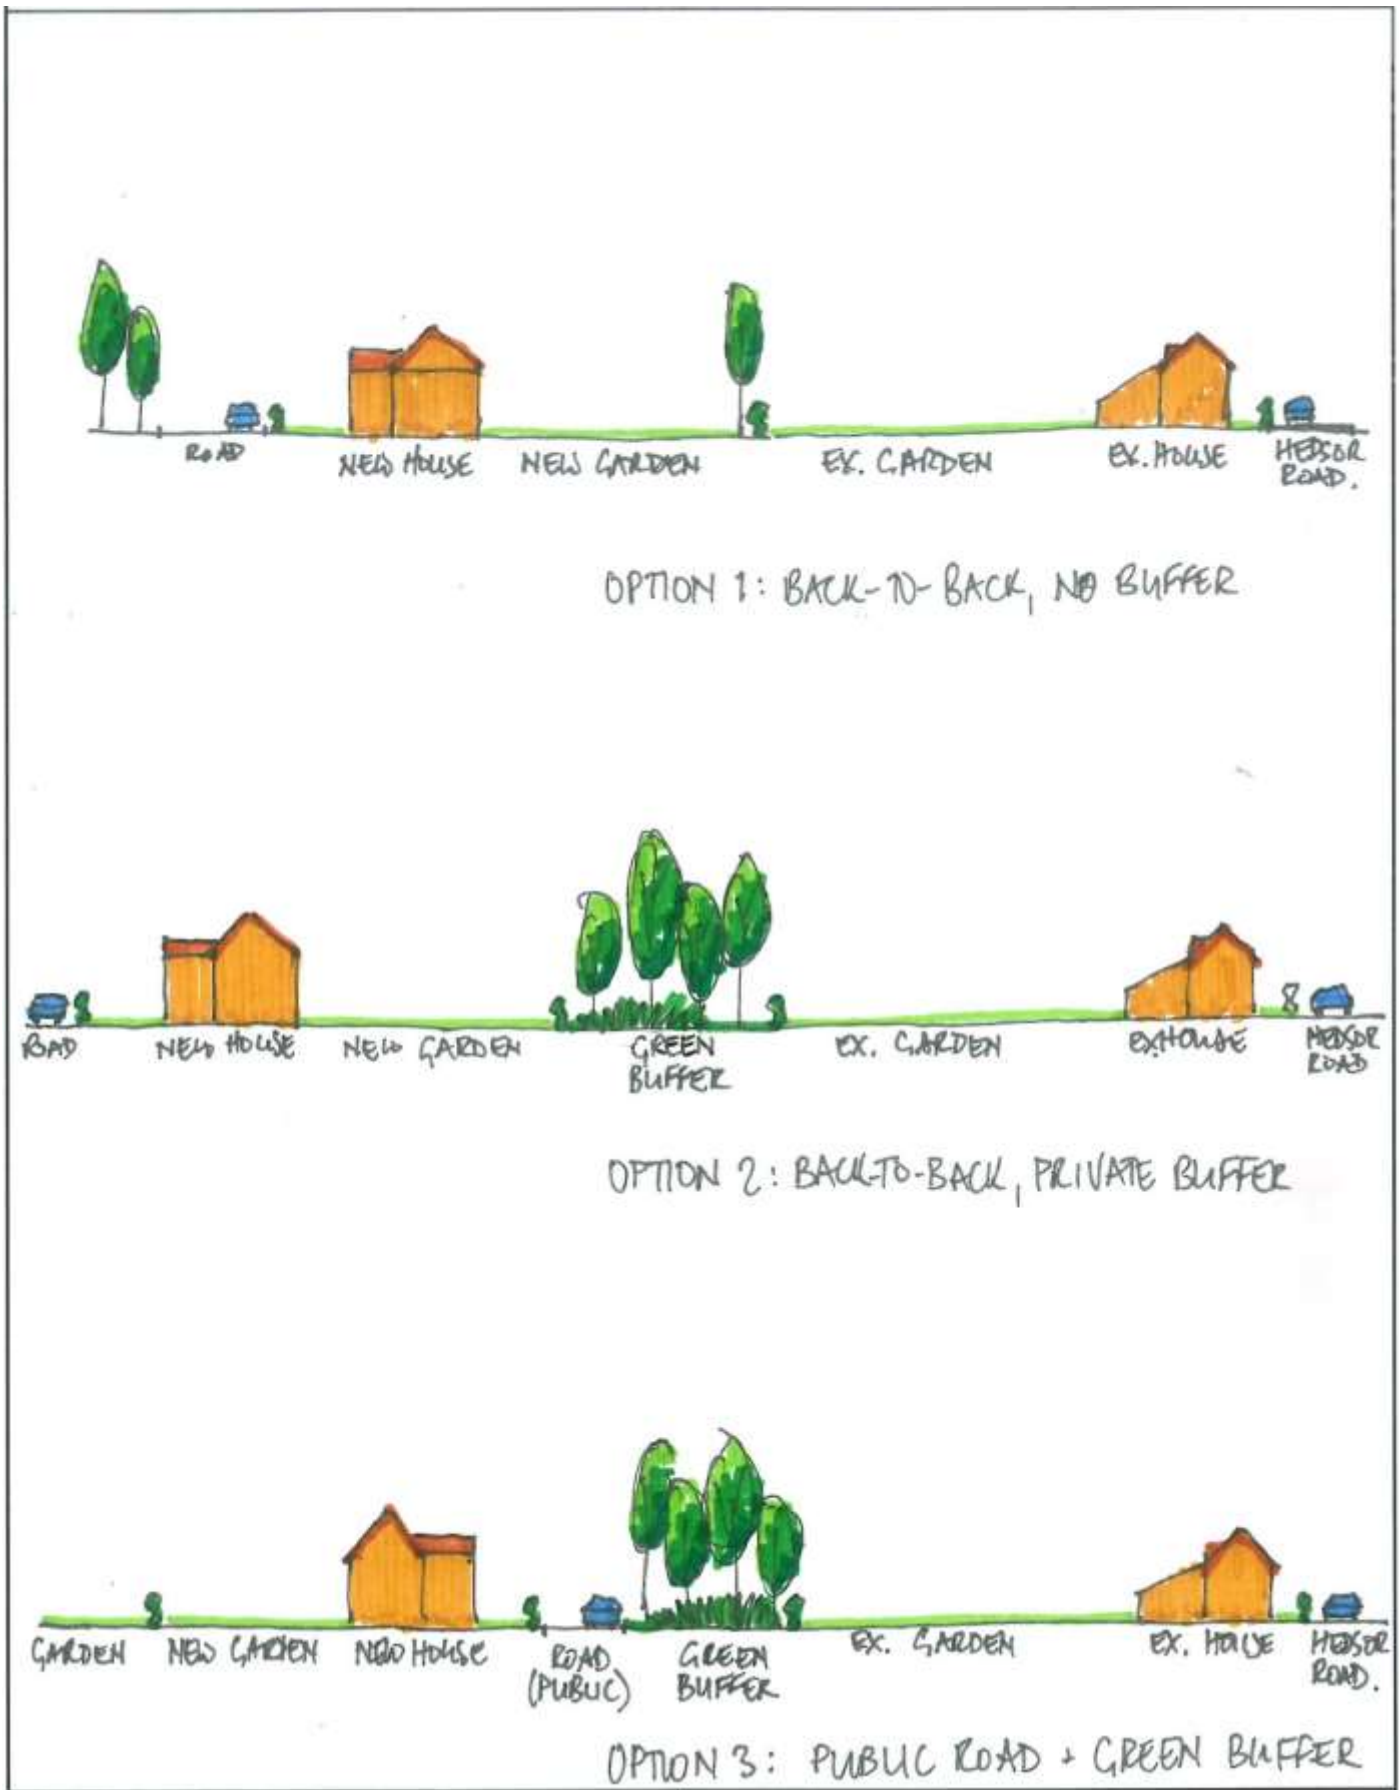 ROAD NEW HOUSE NEW GARDEN EX. GARDEN EX. HOUSE HEDSOR
ROAD.
OPTION 1: BACK-TO-BACK, NO BUFFER
ROAD NEW HOUSE NEW GARDEN GREEN EX. GARDEN EX.HOUSE HEDSOR
BUFFER ROAD
OPTION 2: BACK-TO-BACK, PRIVATE BUFFER
GARDEN NEW GARDEN NEW HOUSE ROAD GREEN EX. GARDEN EX. HOUSE HEDSOR
(PUBLIC) BUFFER ROAD.
OPTION 3: PUBLIC ROAD + GREEN BUFFER